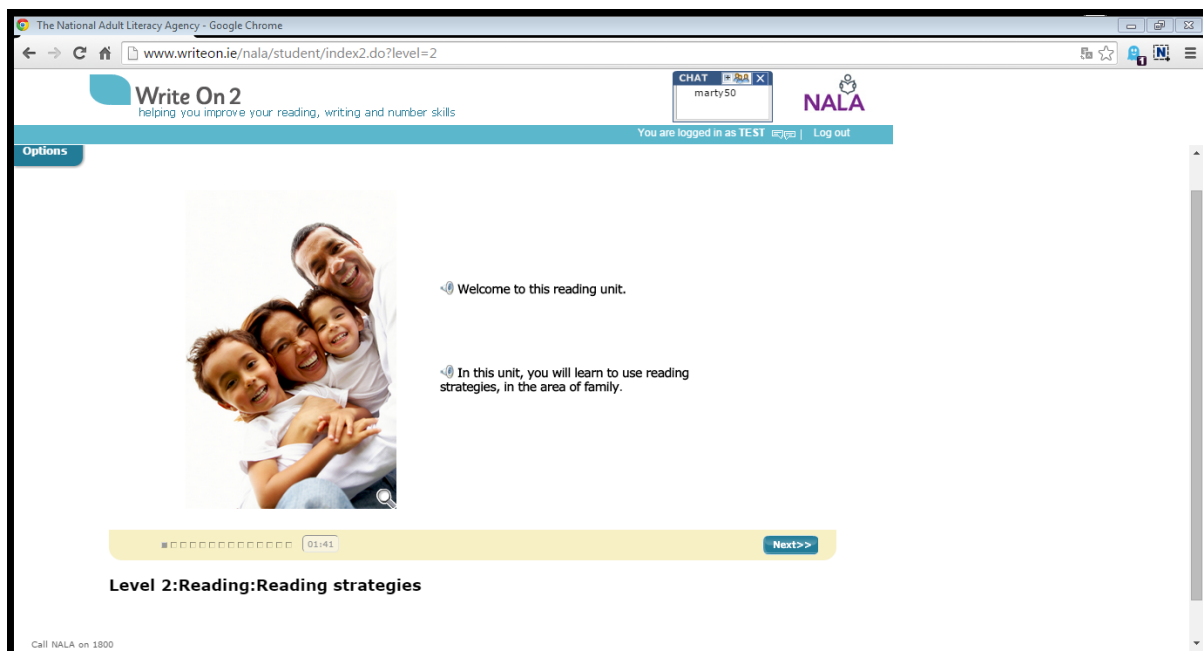 The National Adult Literacy Agency - Google Chrome
www.writeon.ie/nala/student/index2.do?level=2
Write On 2
helping you improve your reading, writing and number skills
CHAT
marty50
NALA
You are logged in as TEST | Log out
Options
Welcome to this reading unit.
In this unit, you will learn to use reading
strategies, in the area of family.
01:41
Next>>
Level 2:Reading:Reading strategies
Call NALA on 1800